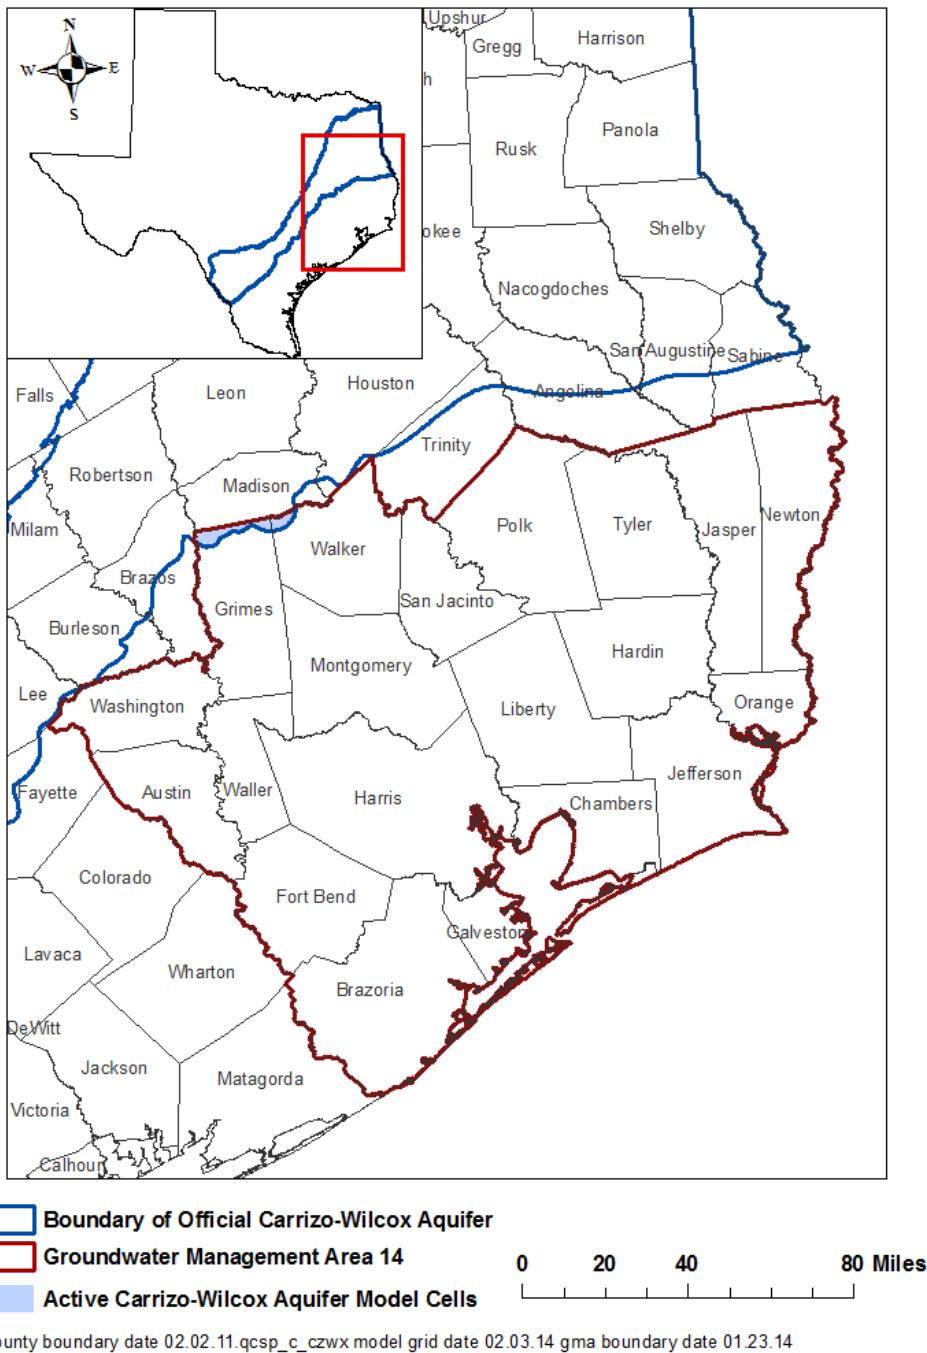 N
W E
S
Upshur
Gregg
Harrison
h
Rusk
Panola
okee
Shelby
Nacogdoches
San Augustine
Sabine
Falls
Leon
Houston
Angelina
Trinity
Robertson
Madison
Milam
Walker
Polk
Tyler
Jasper
Newton
Brazos
Grimes
San Jacinto
Burleson
Montgomery
Hardin
Lee
Washington
Liberty
Orange
Fayette
Austin
Waller
Harris
Jefferson
Chambers
Colorado
Fort Bend
Lavaca
Galveston
Wharton
Brazoria
DeWitt
Jackson
Matagorda
Victoria
Calhoun
Boundary of Official Carrizo-Wilcox Aquifer
Groundwater Management Area 14
Active Carrizo-Wilcox Aquifer Model Cells
0 20 40 80 Miles
ounty boundary date 02.02.11.qcsp_c_czwx model grid date 02.03.14 gma boundary date 01.23.14